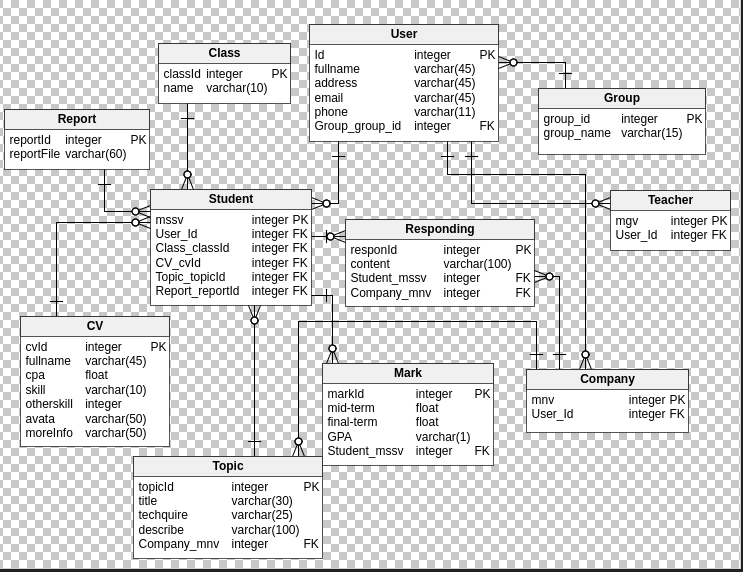 User
Id integer PK
fullname varchar(45)
address varchar(45)
email varchar(45)
phone varchar(11)
Group_group_id integer FK
Class
classId integer PK
name varchar(10)
Group
group_id integer PK
group_name varchar(15)
Report
reportId integer PK
reportFile varchar(60)
Student
mssv integer PK
User_Id integer FK
Class_classId integer FK
CV_cvId integer FK
Topic_topicId integer FK
Report_reportId integer FK
Teacher
mgv integer PK
User_Id integer FK
Responding
responId integer PK
content varchar(100)
Student_mssv integer FK
Company_mnv integer FK
CV
cvId integer PK
fullname varchar(45)
cpa float
skill varchar(10)
otherskill integer
avata varchar(50)
moreInfo varchar(50)
Mark
markId integer PK
mid-term float
final-term float
GPA varchar(1)
Student_mssv integer FK
Company
mnv integer PK
User_Id integer FK
Topic
topicId integer PK
title varchar(30)
techquire varchar(25)
describe varchar(100)
Company_mnv integer FK